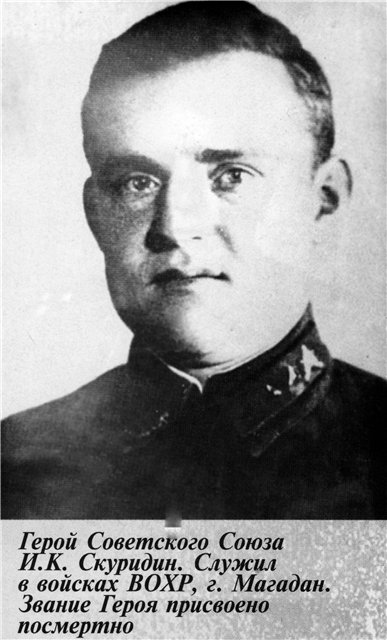 Герой Советского Союза
И.К. Скуридин. Служил
в войсках ВОХР, г. Магадан.
Звание Героя присвоено
посмертно